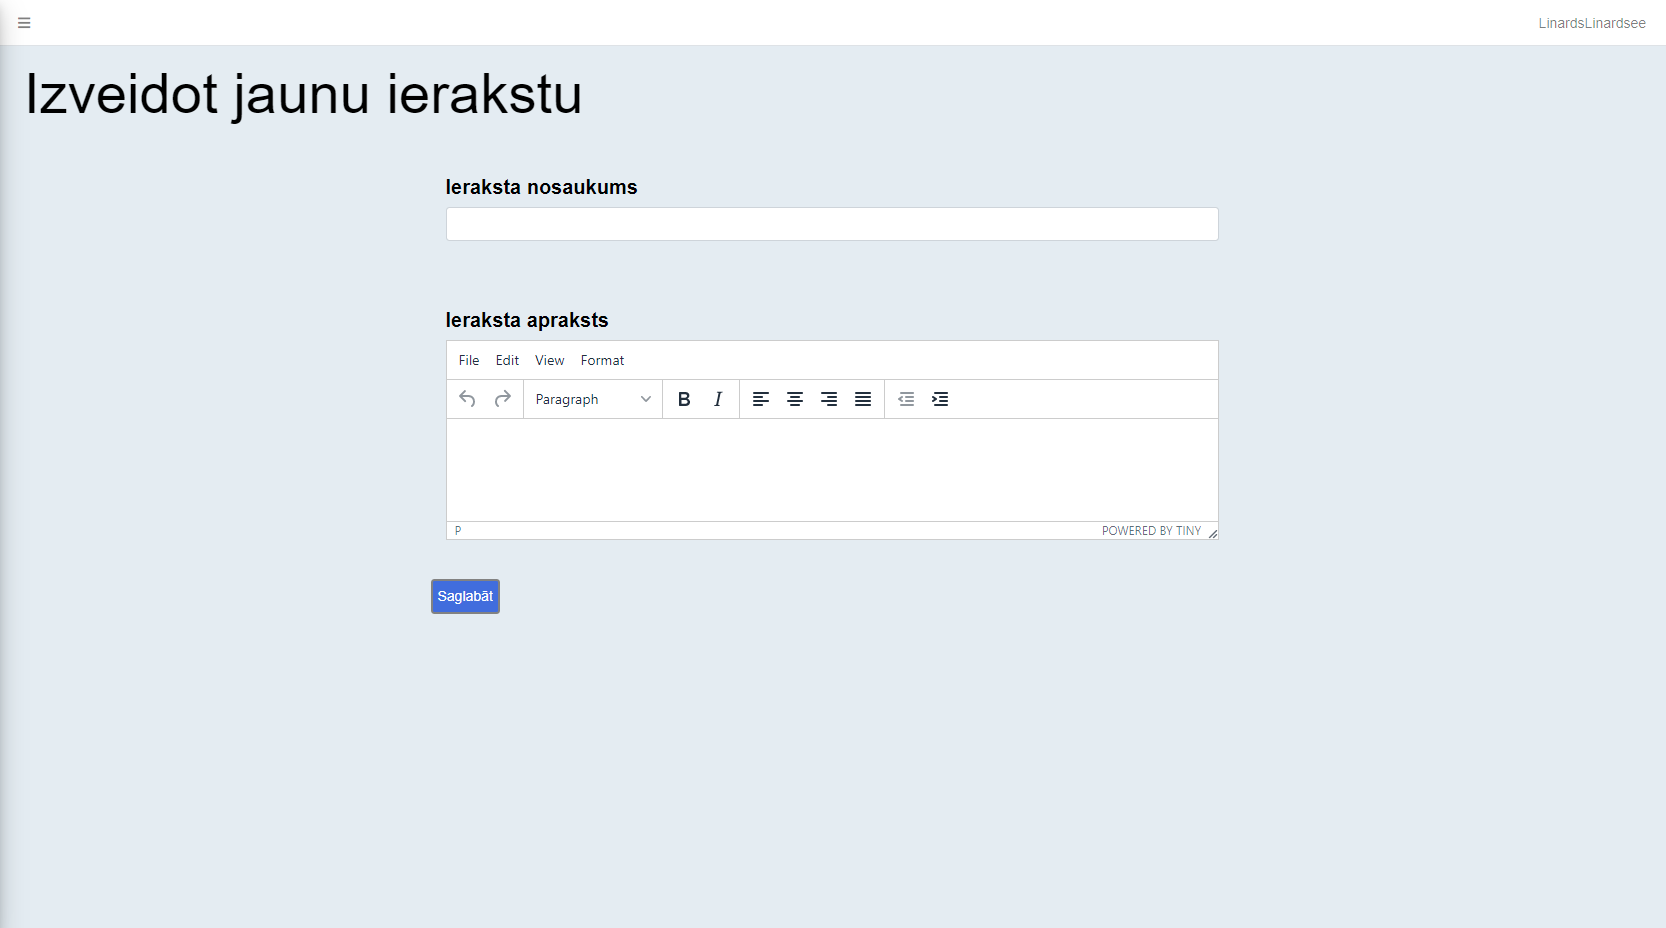 LinardsLinardsee
Izveidot jaunu ierakstu
Ieraksta nosaukums
Ieraksta apraksts
File Edit View Format
Paragraph B I
P POWERED BY TINY
Saglabāt